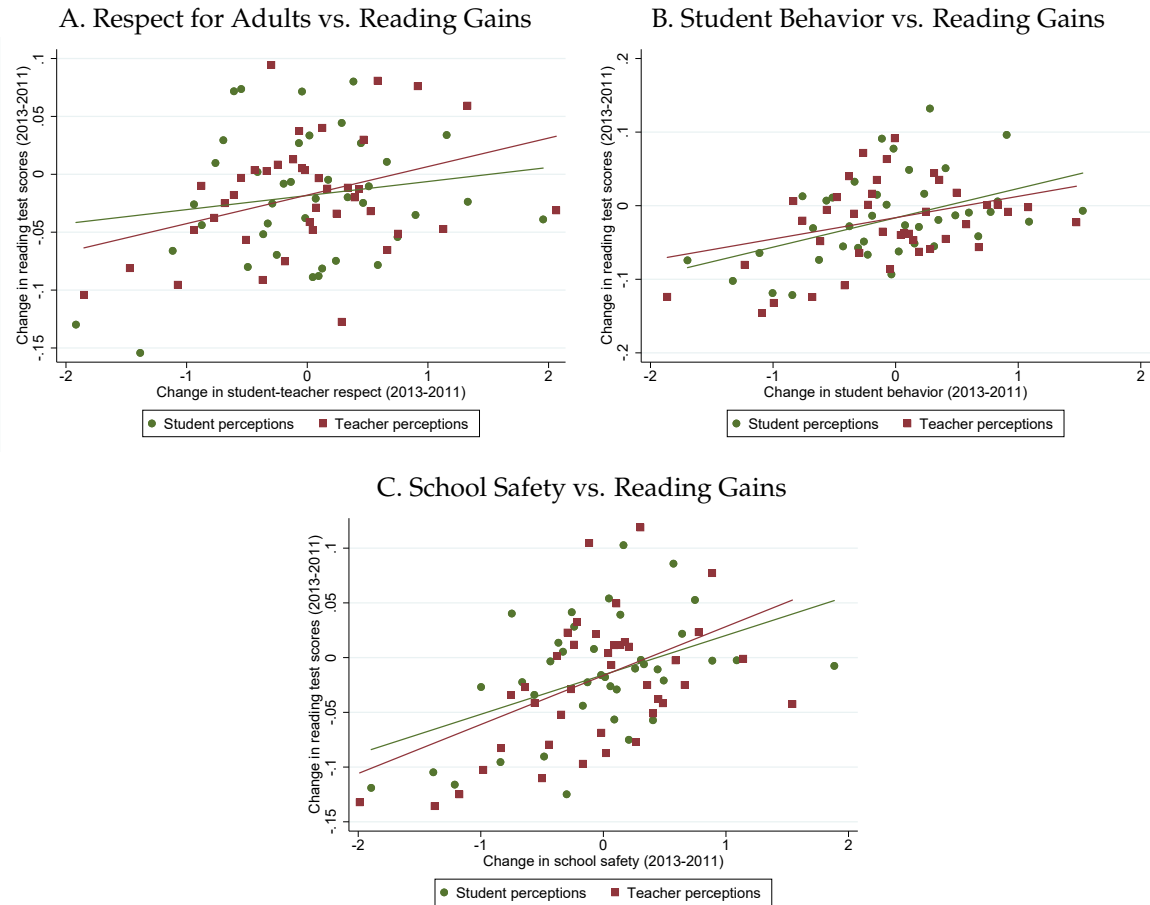 A. Respect for Adults vs. Reading Gains
Change in reading test scores (2013-2011)
.1
.05
0
-.05
-.1
-.15
-2
-1
0
1
2
Change in student-teacher respect (2013-2011)
Student perceptions
Teacher perceptions
B. Student Behavior vs. Reading Gains
Change in reading test scores (2013-2011)
.2
.1
0
-.1
-.2
-2
-1
0
1
2
Change in student behavior (2013-2011)
Student perceptions
Teacher perceptions
C. School Safety vs. Reading Gains
Change in reading test scores (2013-2011)
.1
.05
0
-.05
-.1
-.15
-2
-1
0
1
2
Change in school safety (2013-2011)
Student perceptions
Teacher perceptions